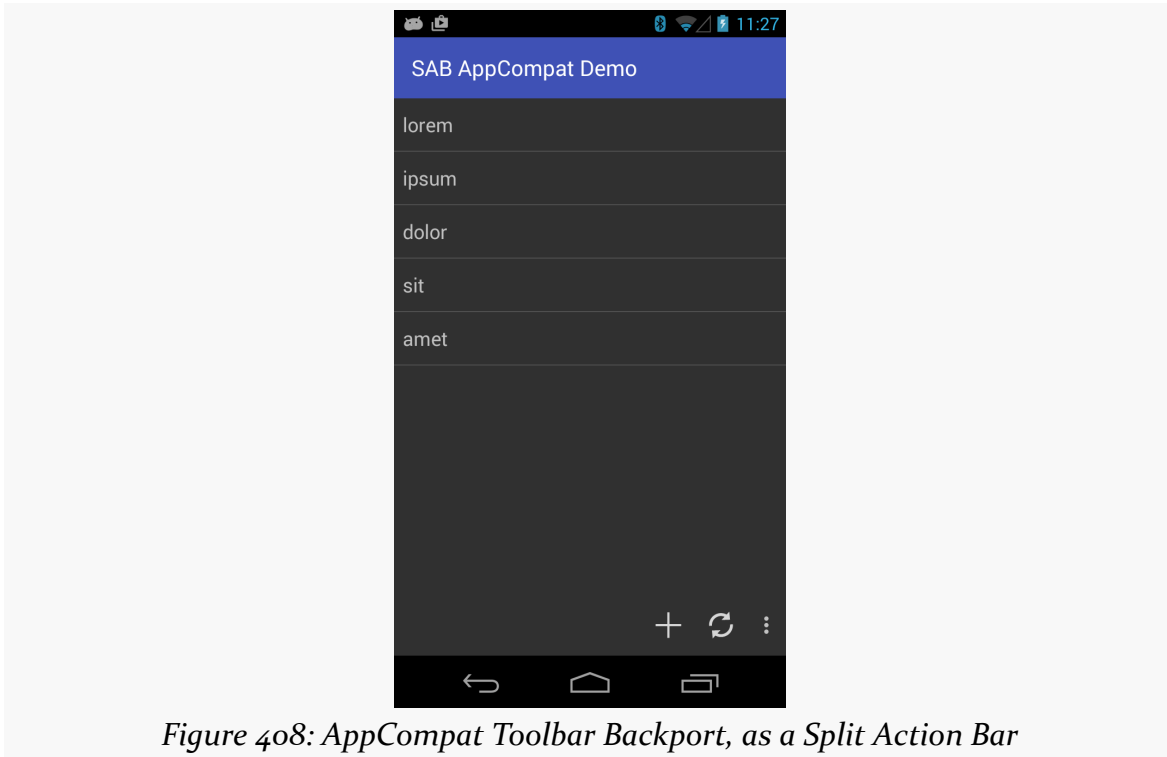 11:27
SAB AppCompat Demo
lorem
ipsum
dolor
sit
amet
Figure 408: AppCompat Toolbar Backport, as a Split Action Bar